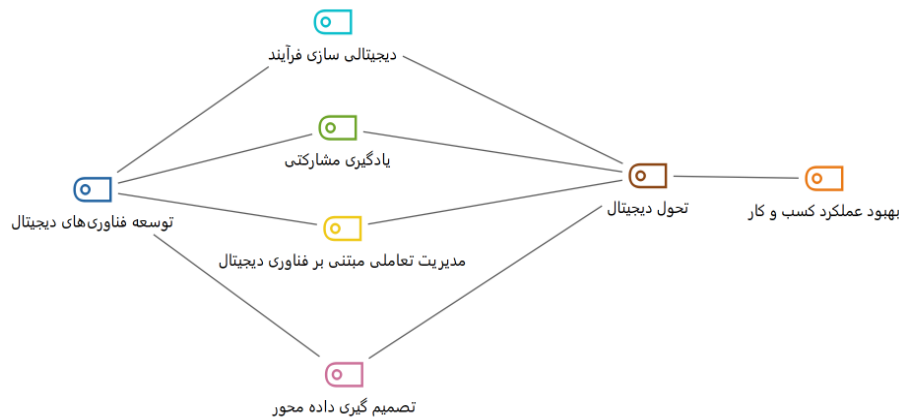 دیجیتالی سازی فرآیند
یادگیری مشارکتی
توسعه فناوری‌های دیجیتال
تحول دیجیتال
بهبود عملکرد کسب و کار
مدیریت تعاملی مبتنی بر فناوری دیجیتال
تصمیم گیری داده محور